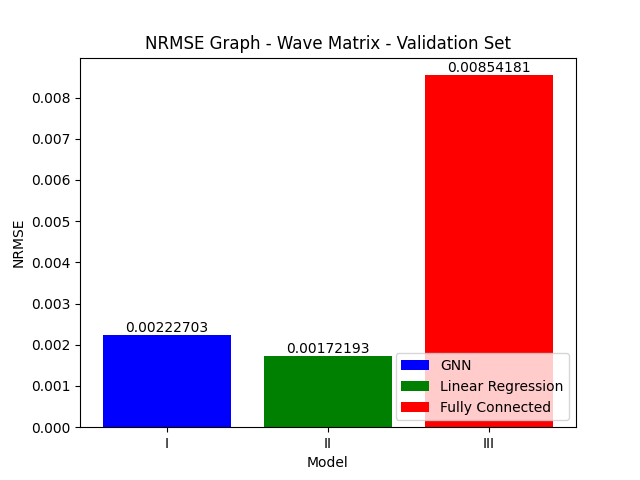 NRMSE Graph - Wave Matrix - Validation Set
0.00854181
0.008
0.007
0.006
0.005
0.004
0.003
0.002
0.001
0.000
NRMSE
0.00222703
0.00172193
GNN
Linear Regression
Fully Connected
I
II
III
Model